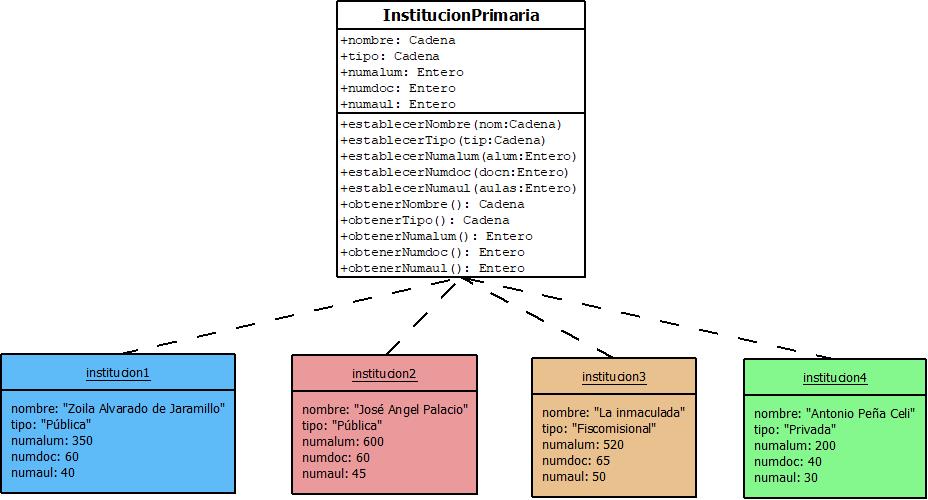 InstitucionPrimaria
+nombre: Cadena
+tipo: Cadena
+numalum: Entero
+numdoc: Entero
+numaul: Entero
+establecerNombre(nom:Cadena)
+establecerTipo(tip:Cadena)
+establecerNumalum(alum:Entero)
+establecerNumdoc(docn:Entero)
+establecerNumaul(aulas:Entero)
+obtenerNombre(): Cadena
+obtenerTipo(): Cadena
+obtenerNumalum(): Entero
+obtenerNumdoc(): Entero
+obtenerNumaul(): Entero
institucion1
nombre: "Zoila Alvarado de Jaramillo"
tipo: "Pública"
numalum: 350
numdoc: 60
numaul: 40
institucion2
nombre: "José Angel Palacio"
tipo: "Pública"
numalum: 600
numdoc: 60
numaul: 45
institucion3
nombre: "La inmaculada"
tipo: "Fiscomisional"
numalum: 520
numdoc: 65
numaul: 50
institucion4
nombre: "Antonio Peña Celi"
tipo: "Privada"
numalum: 200
numdoc: 40
numaul: 30